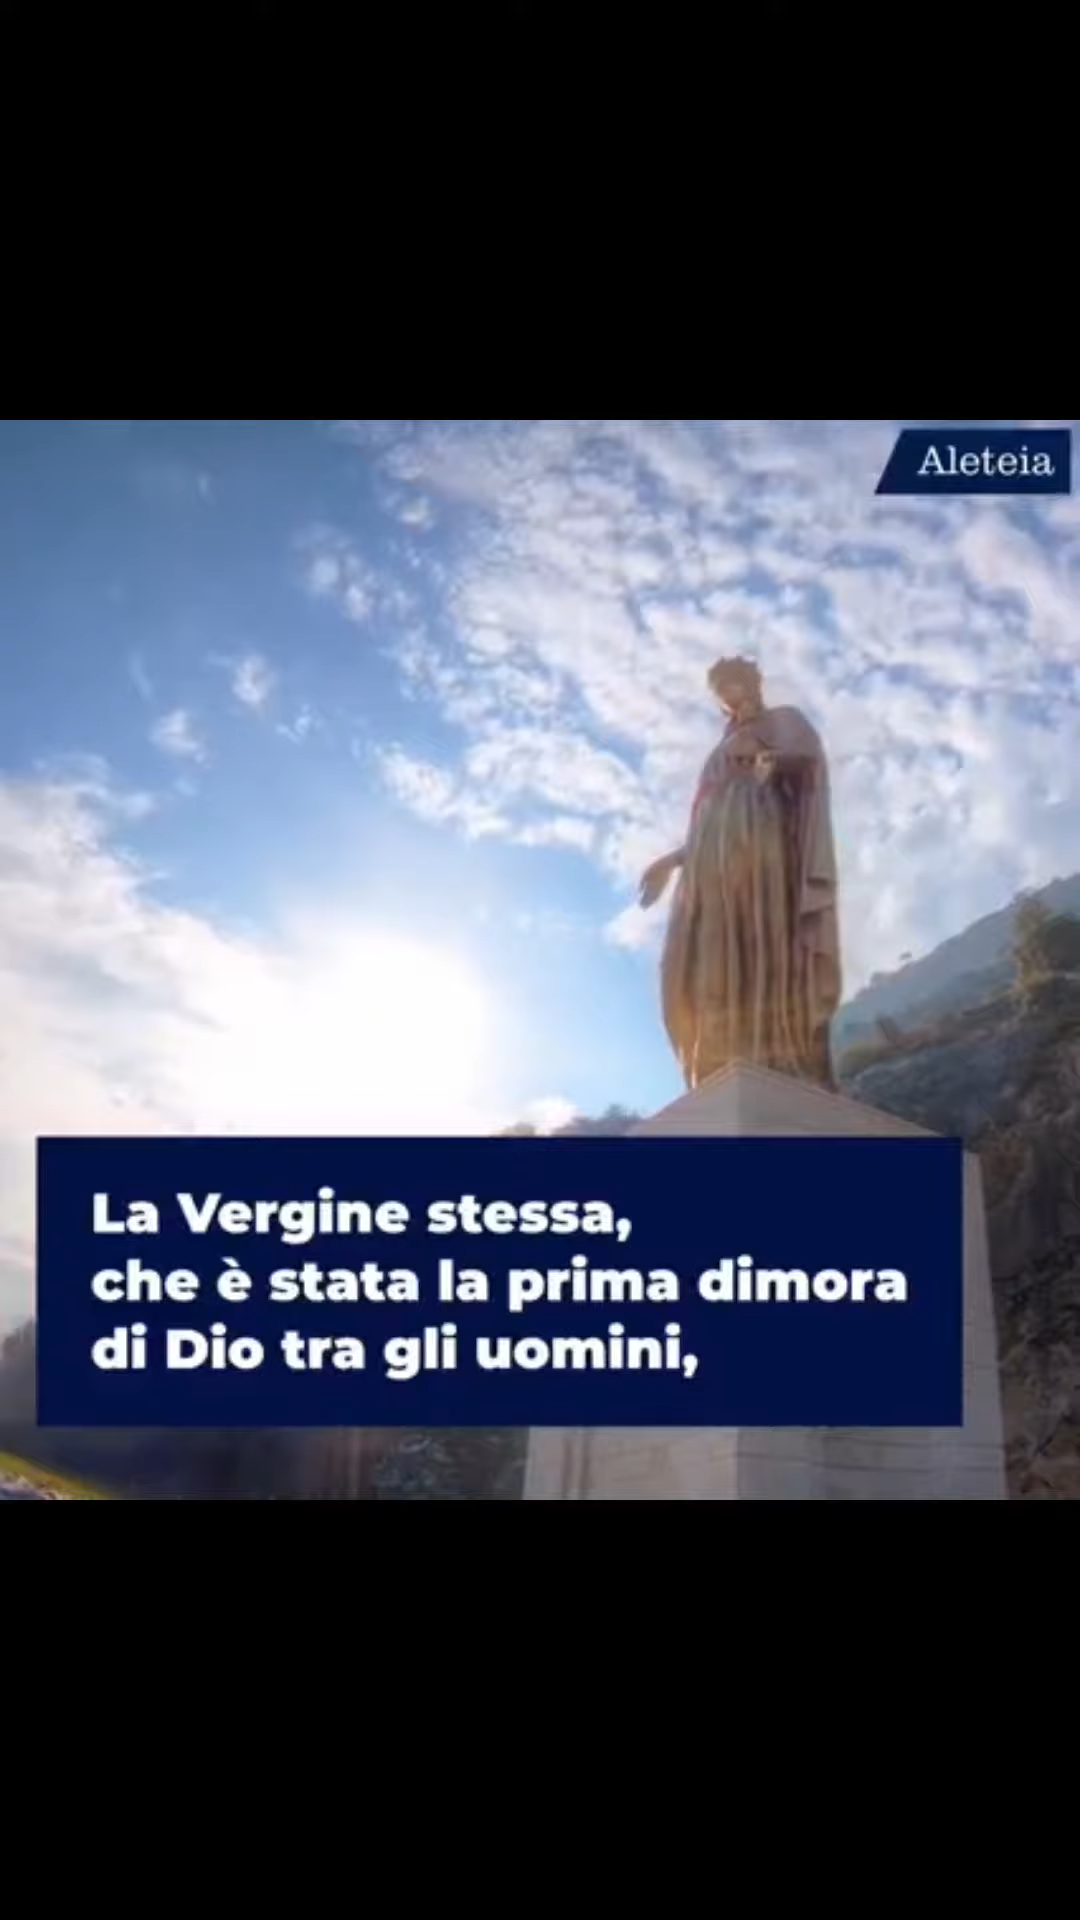 Aleteia
La Vergine stessa,
che è stata la prima dimora
di Dio tra gli uomini,